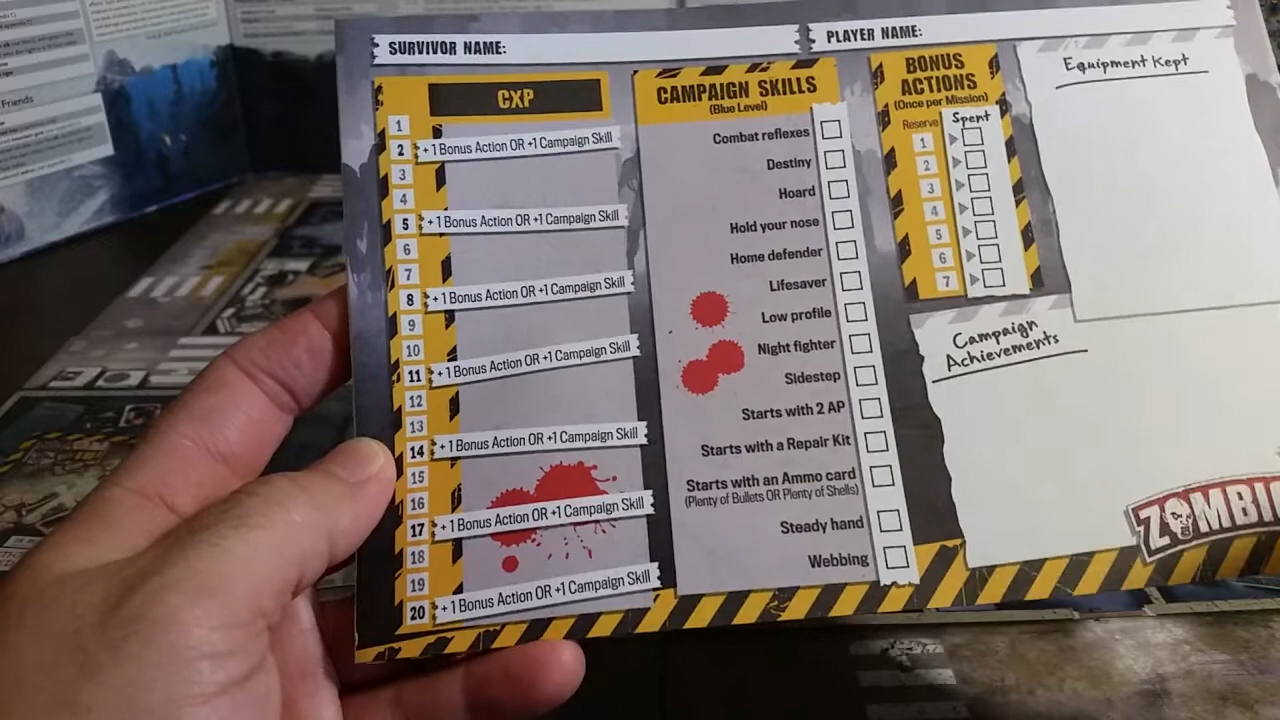 Friends
SURVIVOR NAME:
PLAYER NAME:
CXP
1
2 +1 Bonus Action OR +1 Campaign Skill
3
4
5 +1 Bonus Action OR +1 Campaign Skill
6
7
8 +1 Bonus Action OR +1 Campaign Skill
9
10
11 +1 Bonus Action OR +1 Campaign Skill
12
13
14 +1 Bonus Action OR +1 Campaign Skill
15
16
17 +1 Bonus Action OR +1 Campaign Skill
18
19
20 +1 Bonus Action OR +1 Campaign Skill
CAMPAIGN SKILLS
(Blue Level)
Combat reflexes
Destiny
Hoard
Hold your nose
Home defender
Lifesaver
Low profile
Night fighter
Sidestep
Starts with 2 AP
Starts with a Repair Kit
Starts with an Ammo card
(Plenty of Bullets OR Plenty of Shells)
Steady hand
Webbing
BONUS
ACTIONS
(Once per Mission)
Reserve Spent
1
2
3
4
5
6
7
Equipment Kept
Campaign
Achievements
ZOMBIC